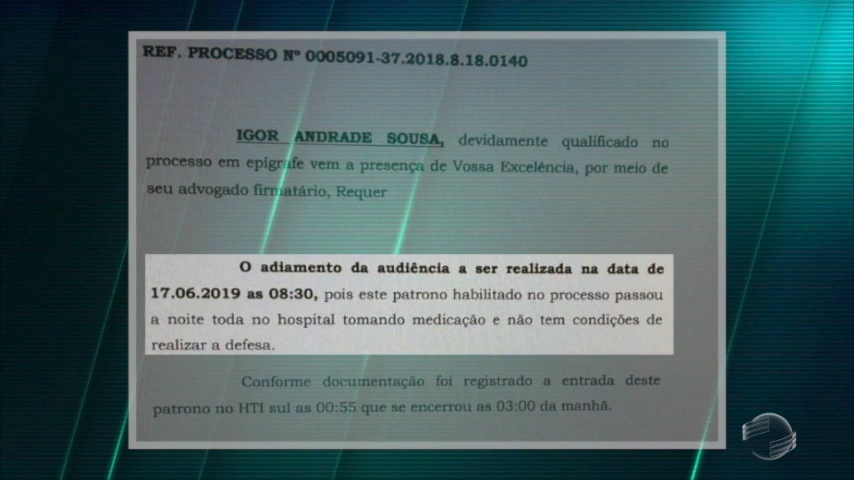 REF. PROCESSO Nº 0005091-37.2018.8.18.0140
IGOR ANDRADE SOUSA, devidamente qualificado no
processo em epígrafe vem a presença de Vossa Excelência, por meio de
seu advogado firmatário, Requer
O adiamento da audiência a ser realizada na data de
17.06.2019 as 08:30, pois este patrono habilitado no processo passou
a noite toda no hospital tomando medicação e não tem condições de
realizar a defesa.
Conforme documentação foi registrado a entrada deste
patrono no HTI sul as 00:55 que se encerrou as 03:00 da manhã.